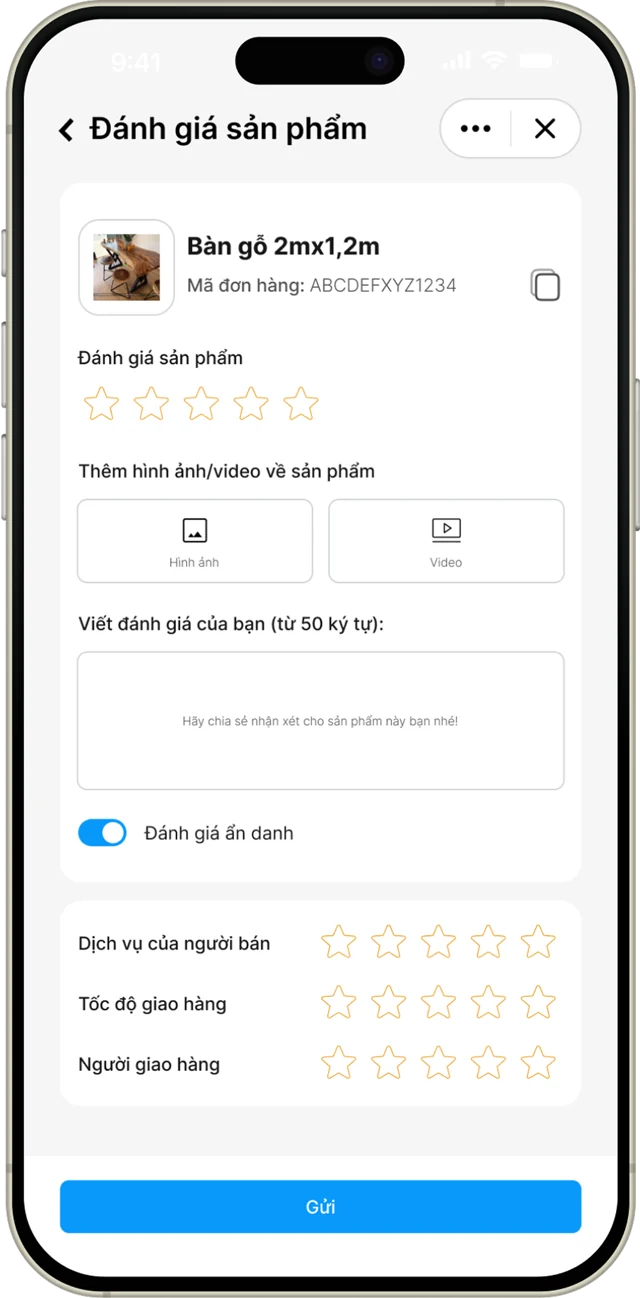 9:41
Đánh giá sản phẩm
Bàn gỗ 2mx1,2m
Mã đơn hàng: ABCDEFXYZ1234
Đánh giá sản phẩm
Thêm hình ảnh/video về sản phẩm
Hình ảnh
Video
Viết đánh giá của bạn (từ 50 ký tự):
Hãy chia sẻ nhận xét cho sản phẩm này bạn nhé!
Đánh giá ẩn danh
Dịch vụ của người bán
Tốc độ giao hàng
Người giao hàng
Gửi